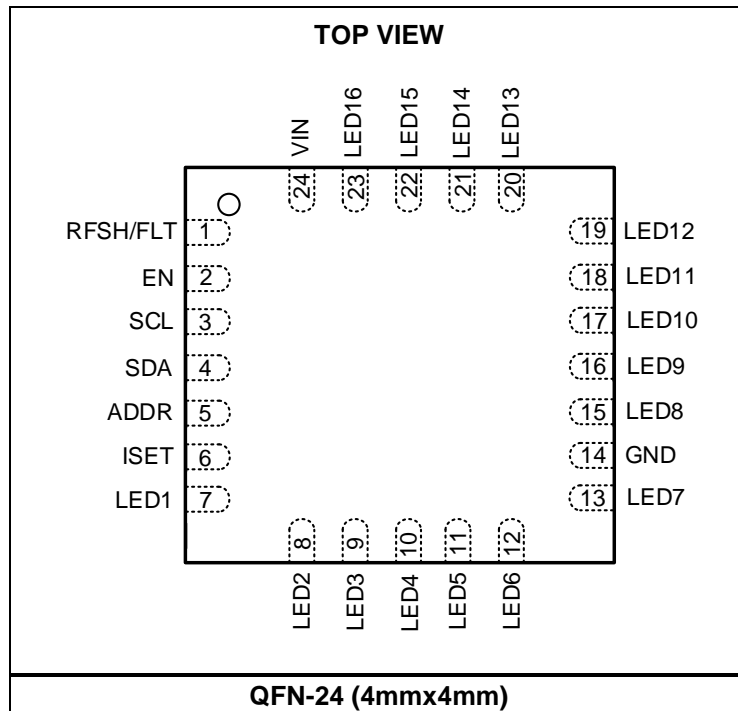 TOP VIEW
VIN LED16 LED15 LED14 LED13
24 23 22 21 20
RFSH/FLT 1 19 LED12
EN 2 18 LED11
SCL 3 17 LED10
SDA 4 16 LED9
ADDR 5 15 LED8
ISET 6 14 GND
LED1 7 13 LED7
8 9 10 11 12
LED2 LED3 LED4 LED5 LED6
QFN-24 (4mmx4mm)